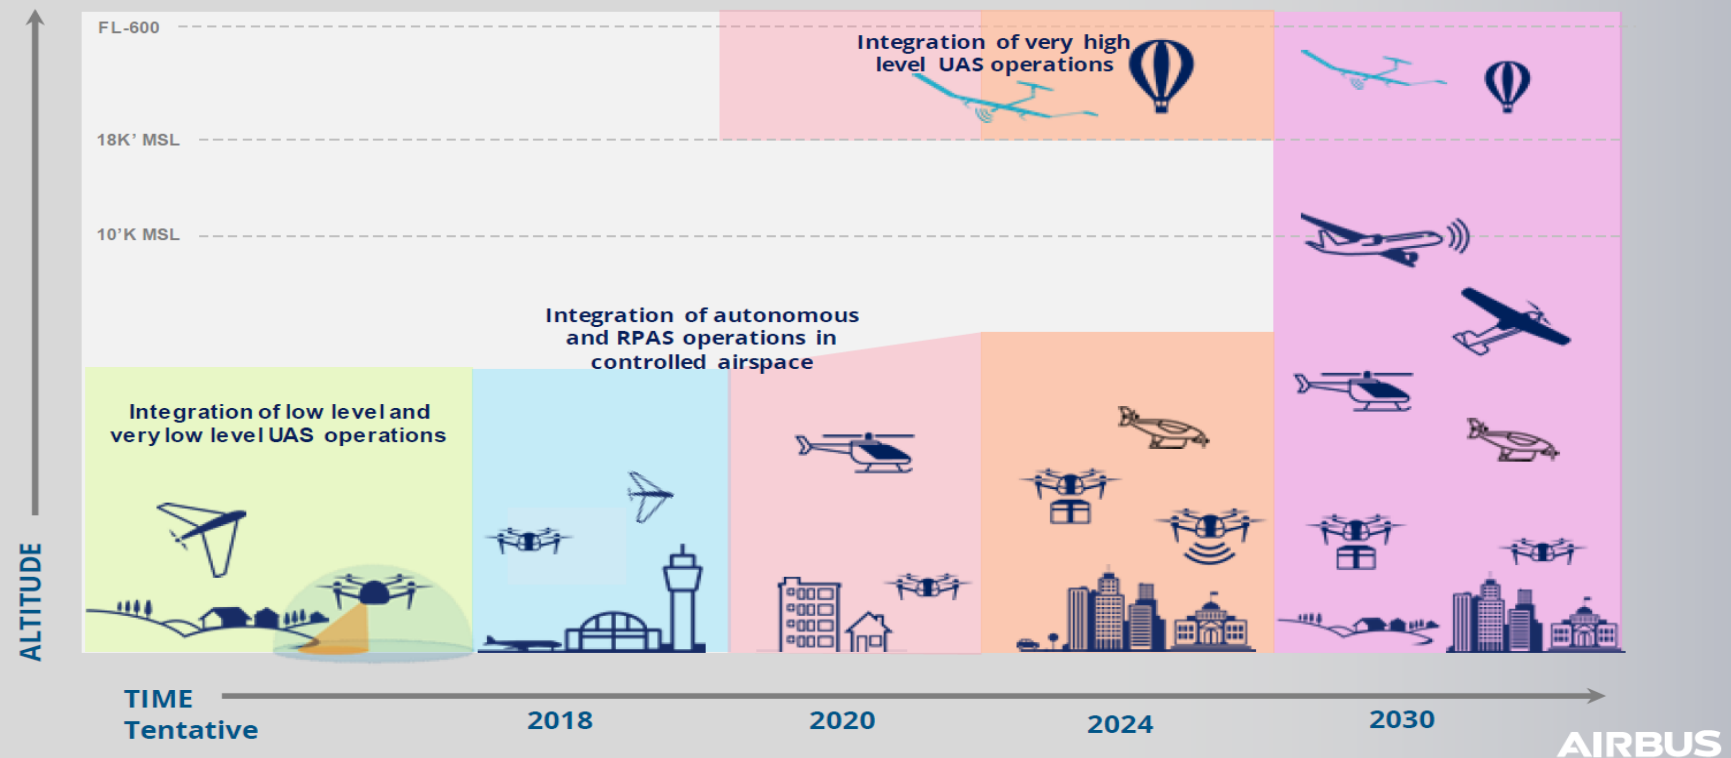 FL-600
Integration of very high
level UAS operations
18K' MSL
10'K MSL
Integration of autonomous
and RPAS operations in
controlled airspace
Integration of low level and
very low level UAS operations
ALTITUDE
TIME
Tentative
2018
2020
2024
2030
AIRBUS